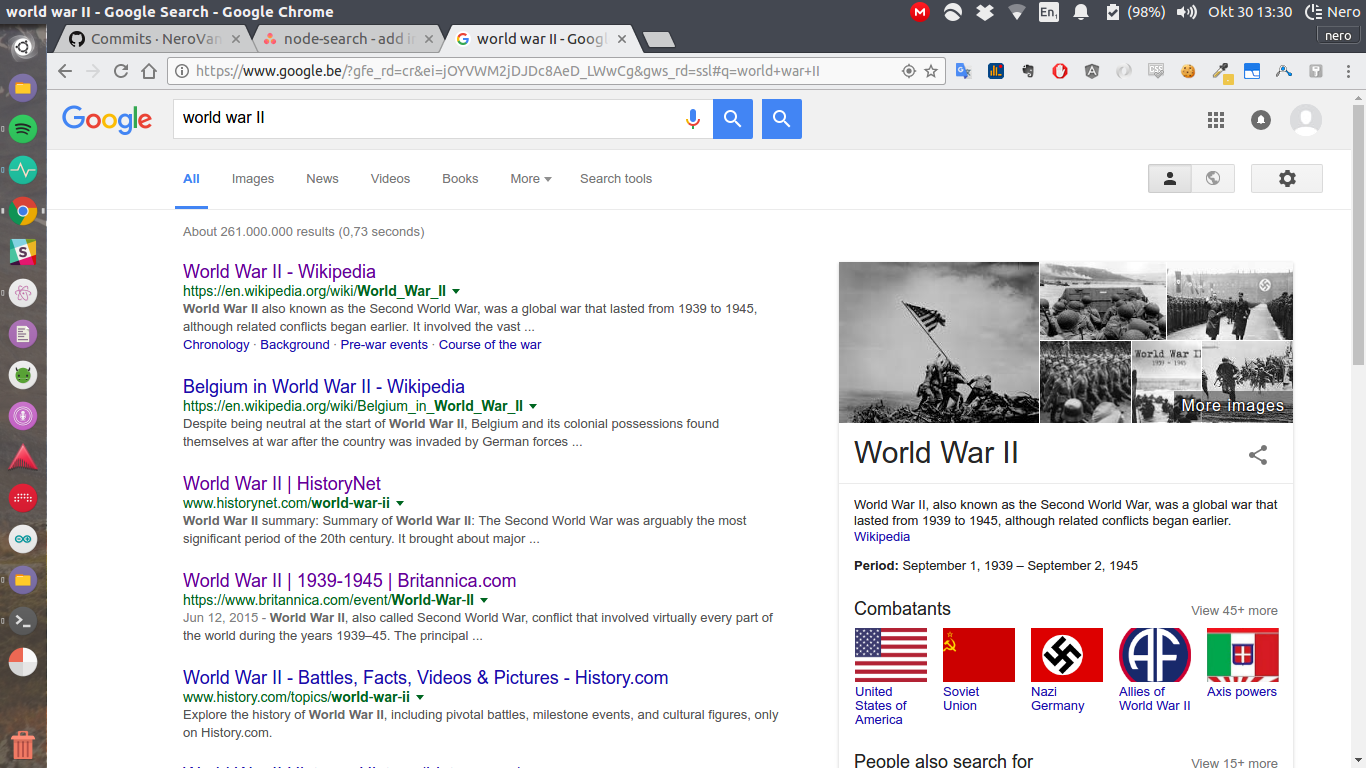 world war II - Google Search - Google Chrome
En1 (98%) Okt 30 13:30 Nero
nero
Commits · NeroVan
node-search - add in
world war II - Goog
https://www.google.be/?gfe_rd=cr&ei=jOYVWM2jDJDc8AeD_LWwCg&gws_rd=ssl#q=world+war+II
Google
world war II
All Images News Videos Books More Search tools
About 261.000.000 results (0,73 seconds)
World War II - Wikipedia
https://en.wikipedia.org/wiki/World_War_II
World War II also known as the Second World War, was a global war that lasted from 1939 to 1945,
although related conflicts began earlier. It involved the vast ...
Chronology · Background · Pre-war events · Course of the war
Belgium in World War II - Wikipedia
https://en.wikipedia.org/wiki/Belgium_in_World_War_II
Despite being neutral at the start of World War II, Belgium and its colonial possessions found
themselves at war after the country was invaded by German forces ...
World War II | HistoryNet
www.historynet.com/world-war-ii
World War II summary: Summary of World War II: The Second World War was arguably the most
significant period of the 20th century. It brought about major ...
World War II | 1939-1945 | Britannica.com
https://www.britannica.com/event/World-War-II
Jun 12, 2015 - World War II, also called Second World War, conflict that involved virtually every part of
the world during the years 1939–45. The principal ...
World War II - Battles, Facts, Videos & Pictures - History.com
www.history.com/topics/world-war-ii
Explore the history of World War II, including pivotal battles, milestone events, and cultural figures, only
on History.com.
World War II
1939 - 1945
More images
World War II
World War II, also known as the Second World War, was a global war that
lasted from 1939 to 1945, although related conflicts began earlier.
Wikipedia
Period: September 1, 1939 – September 2, 1945
Combatants
View 45+ more
AF
United States of America
Soviet Union
Nazi Germany
Allies of World War II
Axis powers
People also search for
View 15+ more